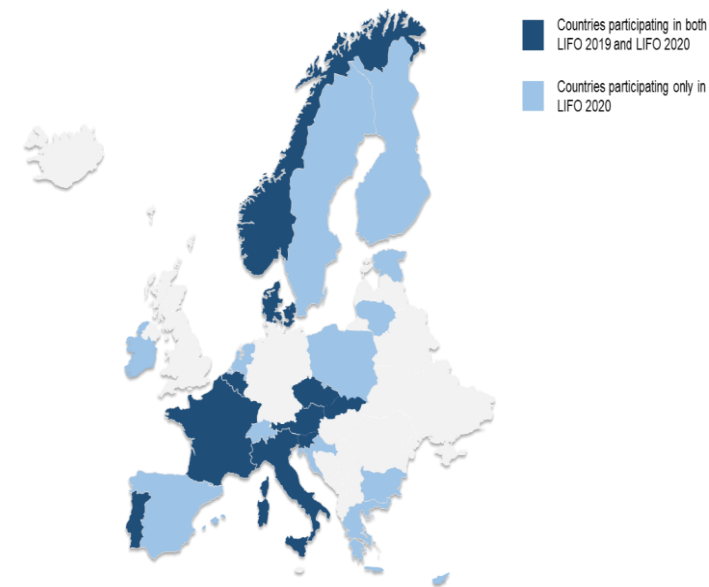 Countries participating in both
LIFO 2019 and LIFO 2020
Countries participating only in
LIFO 2020